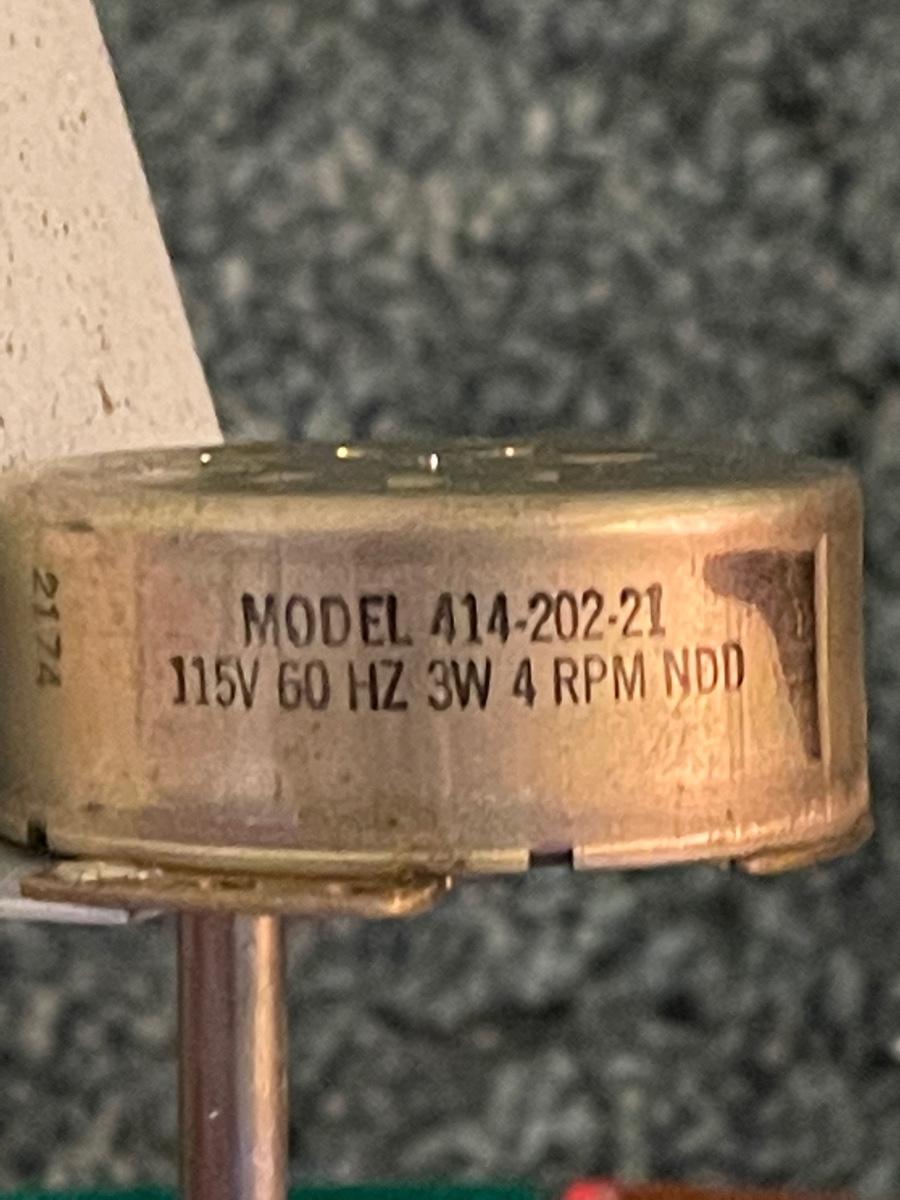 MODEL 414-202-21
115V 60 HZ 3W 4 RPM NDD
2174